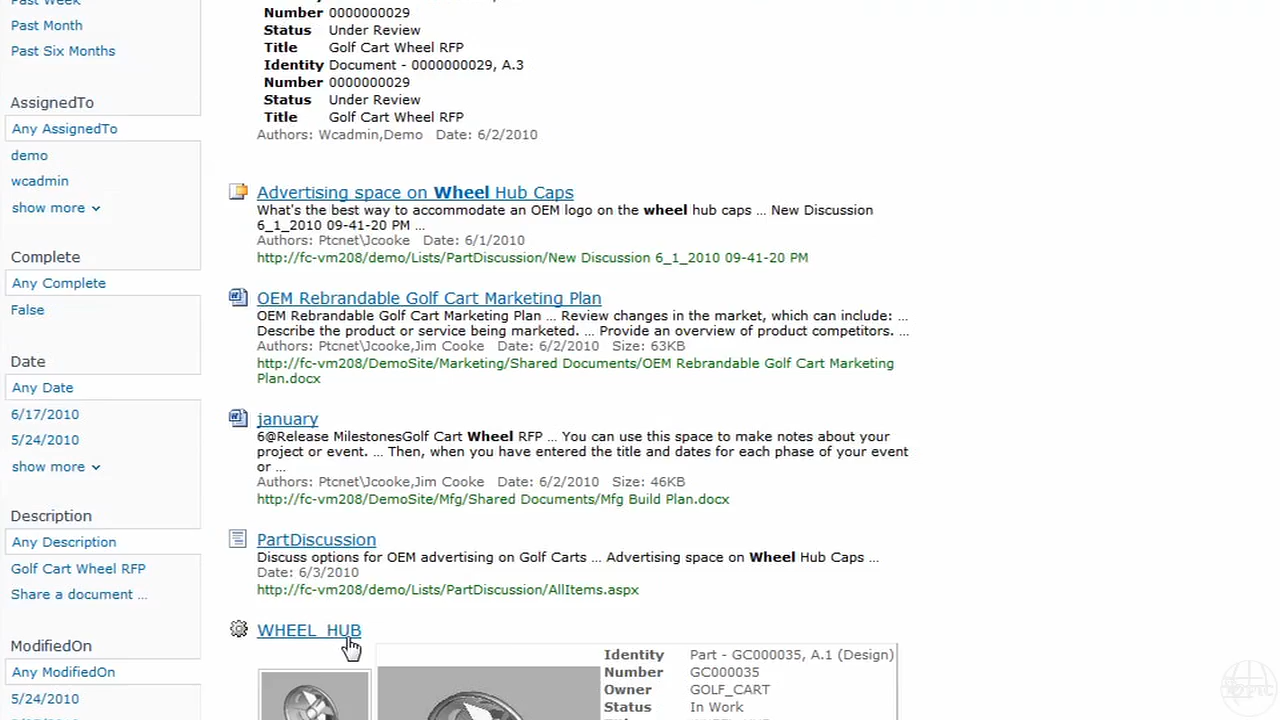 Past Week
Past Month
Past Six Months
AssignedTo
Any AssignedTo
demo
wcadmin
show more
Complete
Any Complete
False
Date
Any Date
6/17/2010
5/24/2010
show more
Description
Any Description
Golf Cart Wheel RFP
Share a document ...
ModifiedOn
Any ModifiedOn
5/24/2010
Number 0000000029
Status Under Review
Title Golf Cart Wheel RFP
Identity Document - 0000000029, A.3
Number 0000000029
Status Under Review
Title Golf Cart Wheel RFP
Authors: Wcadmin,Demo Date: 6/2/2010
Advertising space on Wheel Hub Caps
What's the best way to accommodate an OEM logo on the wheel hub caps ... New Discussion
6_1_2010 09-41-20 PM ...
Authors: Ptcnet\Jcooke Date: 6/1/2010
http://fc-vm208/demo/Lists/PartDiscussion/New Discussion 6_1_2010 09-41-20 PM
OEM Rebrandable Golf Cart Marketing Plan
OEM Rebrandable Golf Cart Marketing Plan ... Review changes in the market, which can include: ...
Describe the product or service being marketed. ... Provide an overview of product competitors. ...
Authors: Ptcnet\Jcooke,Jim Cooke Date: 6/2/2010 Size: 63KB
http://fc-vm208/DemoSite/Marketing/Shared Documents/OEM Rebrandable Golf Cart Marketing
Plan.docx
january
6@Release MilestonesGolf Cart Wheel RFP ... You can use this space to make notes about your
project or event. ... Then, when you have entered the title and dates for each phase of your event
or ...
Authors: Ptcnet\Jcooke,Jim Cooke Date: 6/2/2010 Size: 46KB
http://fc-vm208/DemoSite/Mfg/Shared Documents/Mfg Build Plan.docx
PartDiscussion
Discuss options for OEM advertising on Golf Carts ... Advertising space on Wheel Hub Caps ...
Date: 6/3/2010
http://fc-vm208/demo/Lists/PartDiscussion/AllItems.aspx
WHEEL_HUB
Identity Part - GC000035, A.1 (Design)
Number GC000035
Owner GOLF_CART
Status In Work